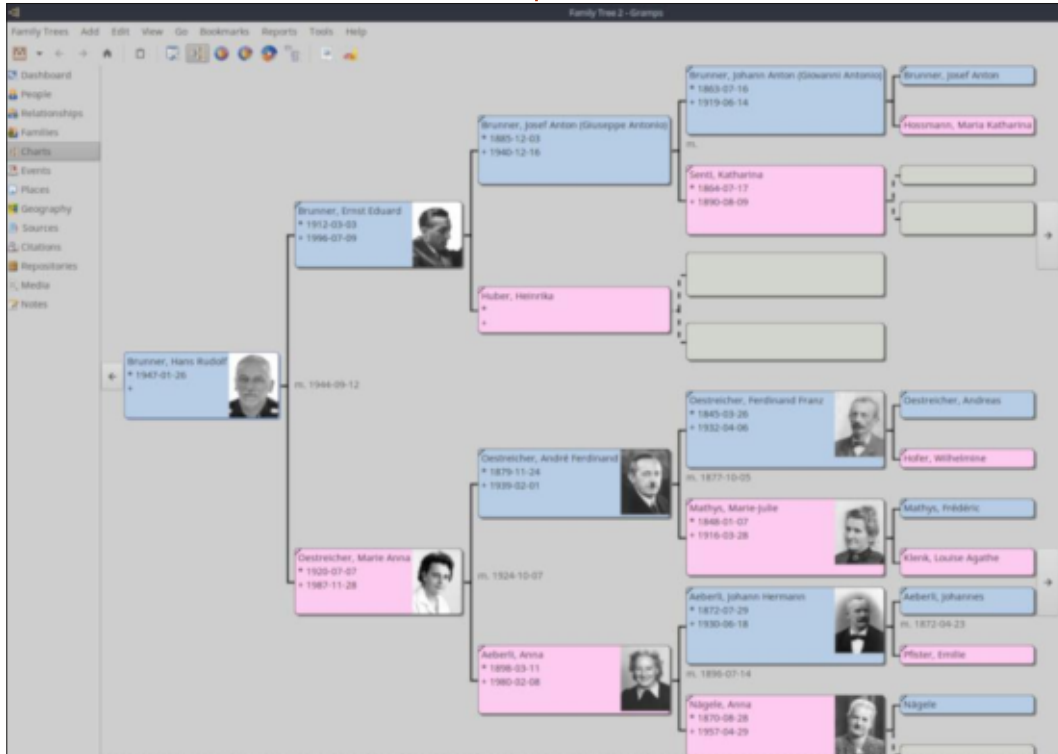 Family Tree 2 - Gramps
Family Trees Add Edit View Go Bookmarks Reports Tools Help
Dashboard
People
Relationships
Families
Charts
Events
Places
Geography
Sources
Citations
Repositories
Media
Notes
Brunner, Hans Rudolf
* 1947-01-26
+
m. 1944-09-12
Brunner, Ernst Eduard
* 1912-03-03
+ 1996-07-09
Oestreicher, Marie Anna
* 1920-07-07
+ 1987-11-28
Brunner, Josef Anton (Giuseppe Antonio)
* 1885-12-03
+ 1940-12-16
Huber, Heinrika
*
+
Oestreicher, André Ferdinand
* 1879-11-24
+ 1939-02-01
m. 1924-10-07
Aeberli, Anna
* 1898-03-11
+ 1980-02-08
Brunner, Johann Anton (Giovanni Antonio)
* 1863-07-16
+ 1919-06-14
m.
Senti, Katharina
* 1864-07-17
+ 1890-08-09
Oestreicher, Ferdinand Franz
* 1845-03-26
+ 1932-04-06
m. 1877-10-05
Mathys, Marie-Julie
* 1848-01-07
+ 1916-03-28
Aeberli, Johann Hermann
* 1872-07-29
+ 1930-06-18
m. 1896-07-14
Nägele, Anna
* 1870-08-28
+ 1957-04-29
Brunner, Josef Anton
Hossmann, Maria Katharina
Oestreicher, Andreas
Hofer, Wilhelmine
Mathys, Frédéric
Klenk, Louise Agathe
Aeberli, Johannes
m. 1872-04-23
Pfister, Emilie
Nägele